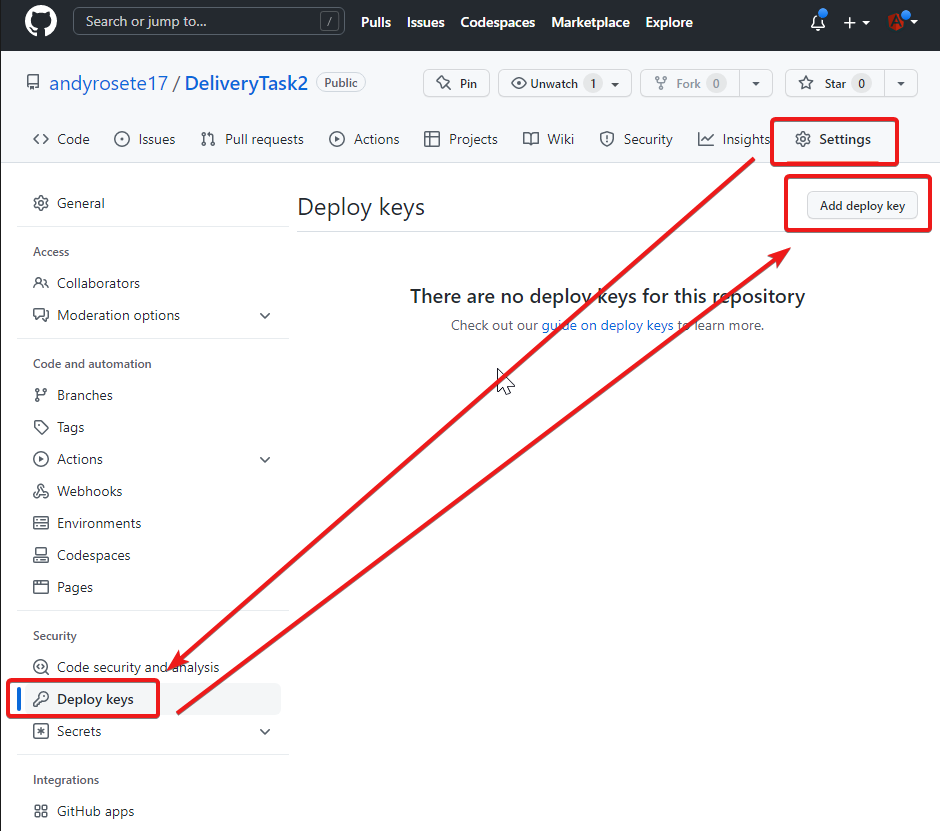 Search or jump to... /
Pulls Issues Codespaces Marketplace Explore
andyrosete17 / DeliveryTask2 Public
Pin Unwatch 1 Fork 0 Star 0
Code Issues Pull requests Actions Projects Wiki Security Insights Settings
General
Access
Collaborators
Moderation options
Code and automation
Branches
Tags
Actions
Webhooks
Environments
Codespaces
Pages
Security
Code security and analysis
Deploy keys
Secrets
Integrations
GitHub apps
Deploy keys
Add deploy key
There are no deploy keys for this repository
Check out our guide on deploy keys to learn more.